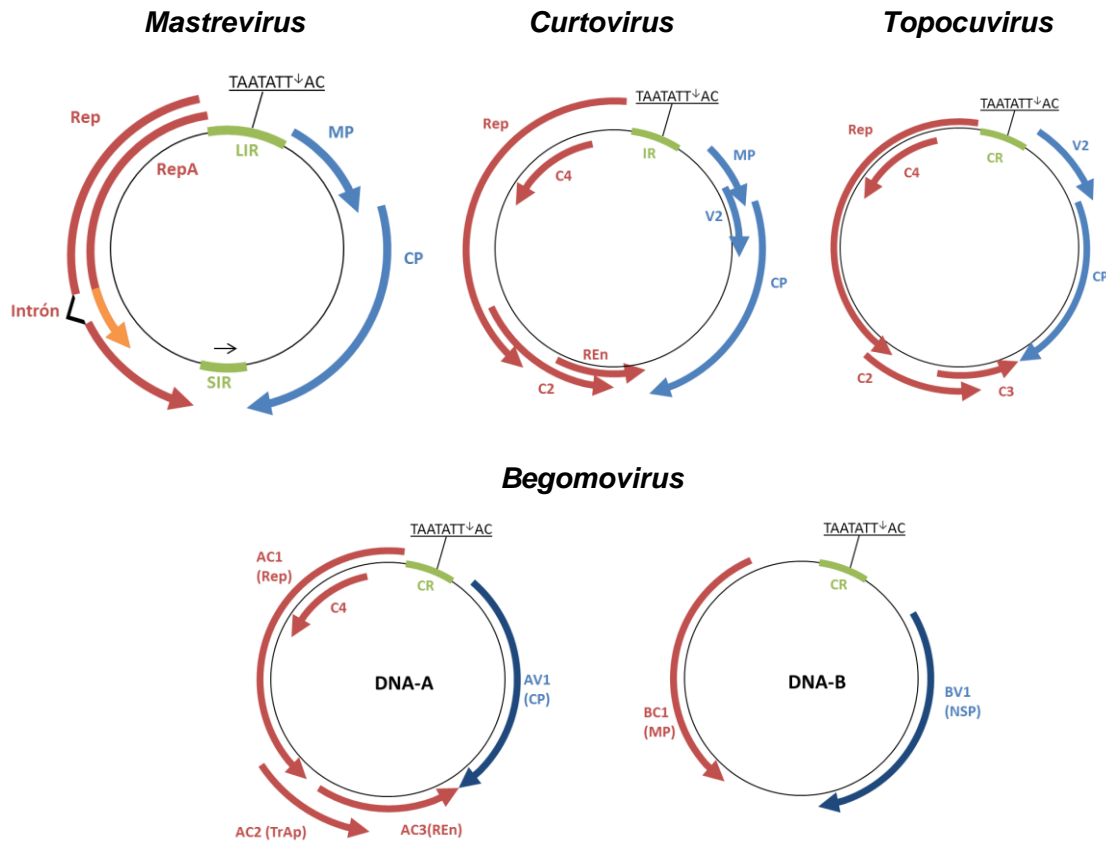 Mastrevirus
Curtovirus
Topocuvirus
TAATATT↓AC
Rep
RepA
LIR
MP
CP
Intrón
SIR
TAATATT↓AC
Rep
IR
C4
MP
V2
CP
REn
C2
TAATATT↓AC
Rep
CR
C4
V2
CP
C2
C3
Begomovirus
TAATATT↓AC
AC1
(Rep)
CR
C4
DNA-A
AV1
(CP)
AC2 (TrAp)
AC3(REn)
TAATATT↓AC
CR
DNA-B
BC1
(MP)
BV1
(NSP)